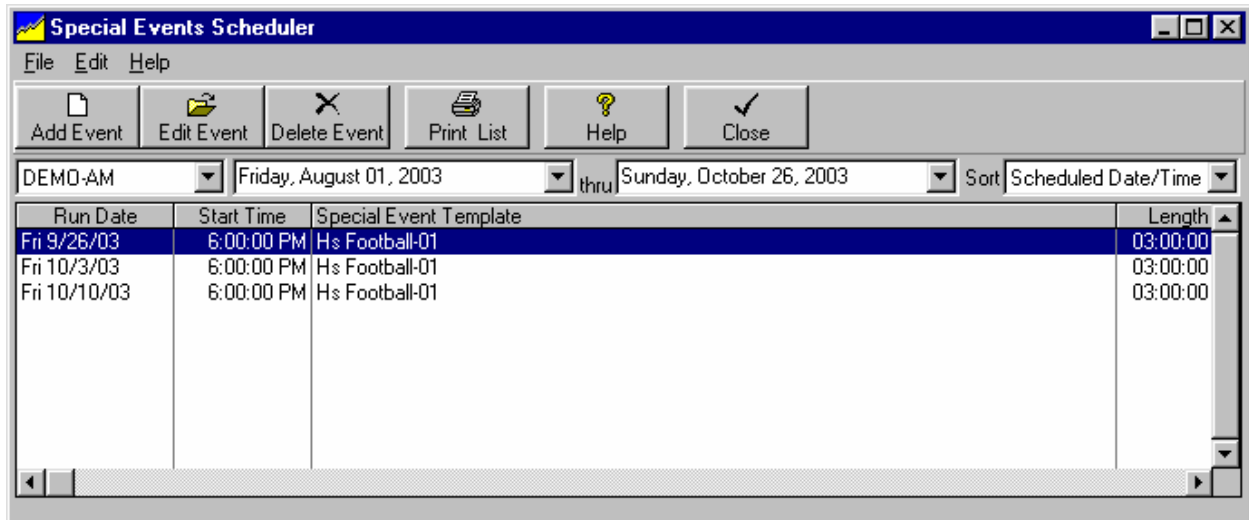 Special Events Scheduler
File Edit Help
Add Event Edit Event Delete Event Print List Help Close
DEMO-AM Friday, August 01, 2003 thru Sunday, October 26, 2003 Sort Scheduled Date/Time
Run Date Start Time Special Event Template Length
Fri 9/26/03 6:00:00 PM Hs Football-01 03:00:00
Fri 10/3/03 6:00:00 PM Hs Football-01 03:00:00
Fri 10/10/03 6:00:00 PM Hs Football-01 03:00:00